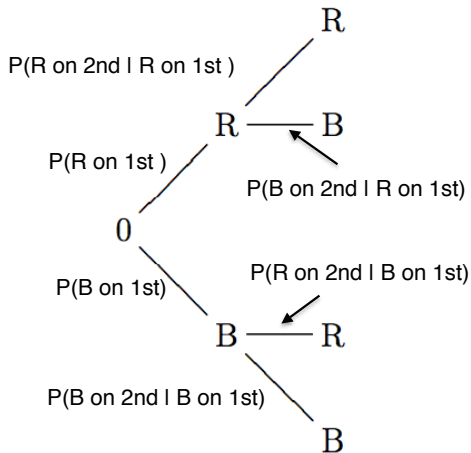 R
P(R on 2nd | R on 1st )
R B
P(R on 1st )
P(B on 2nd | R on 1st)
0
P(R on 2nd | B on 1st)
P(B on 1st)
B R
P(B on 2nd | B on 1st)
B